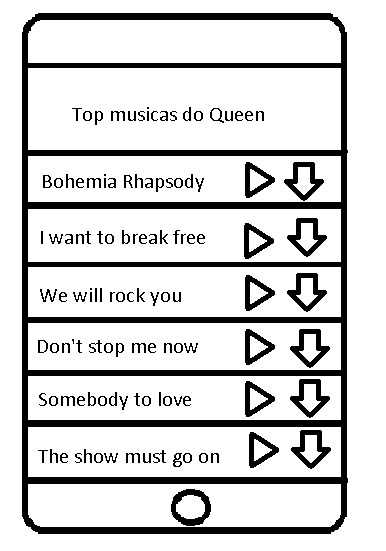 Top musicas do Queen
Bohemia Rhapsody
I want to break free
We will rock you
Don't stop me now
Somebody to love
The show must go on